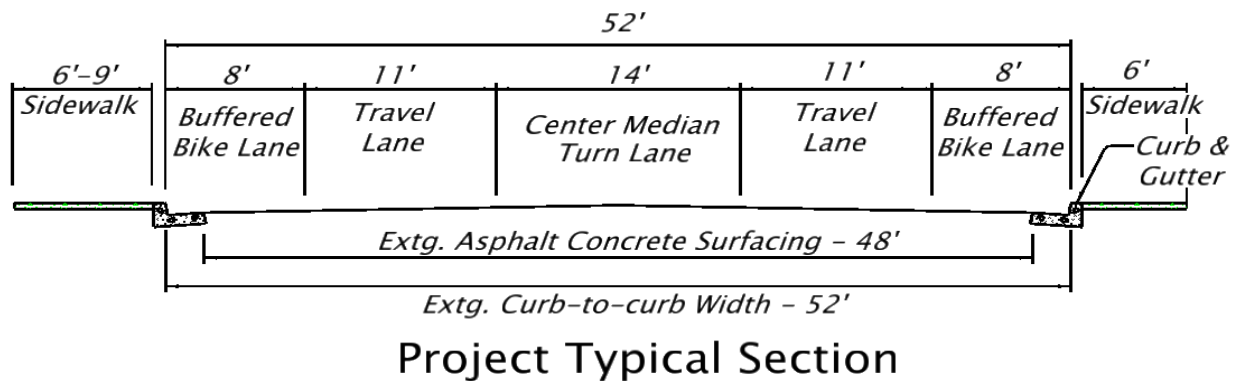 52'
6'-9'
8'
11'
14'
11'
8'
6'
Sidewalk
Buffered
Bike Lane
Travel
Lane
Center Median
Turn Lane
Travel
Lane
Buffered
Bike Lane
Sidewalk
Curb &
Gutter
Extg. Asphalt Concrete Surfacing - 48'
Extg. Curb-to-curb Width - 52'
Project Typical Section